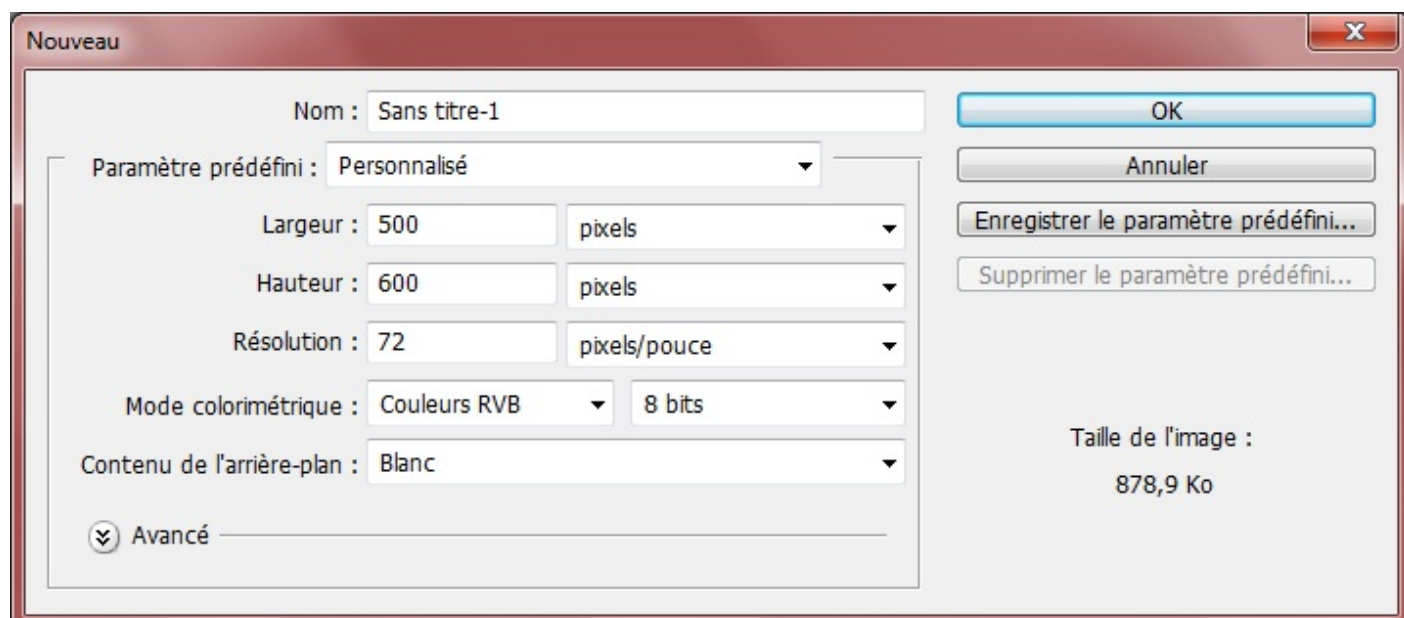 Nouveau
Nom : Sans titre-1
OK
Paramètre prédéfini : Personnalisé
Annuler
Largeur : 500 pixels
Enregistrer le paramètre prédéfini...
Hauteur : 600 pixels
Supprimer le paramètre prédéfini...
Résolution : 72 pixels/pouce
Mode colorimétrique : Couleurs RVB 8 bits
Taille de l'image :
Contenu de l'arrière-plan : Blanc
878,9 Ko
Avancé